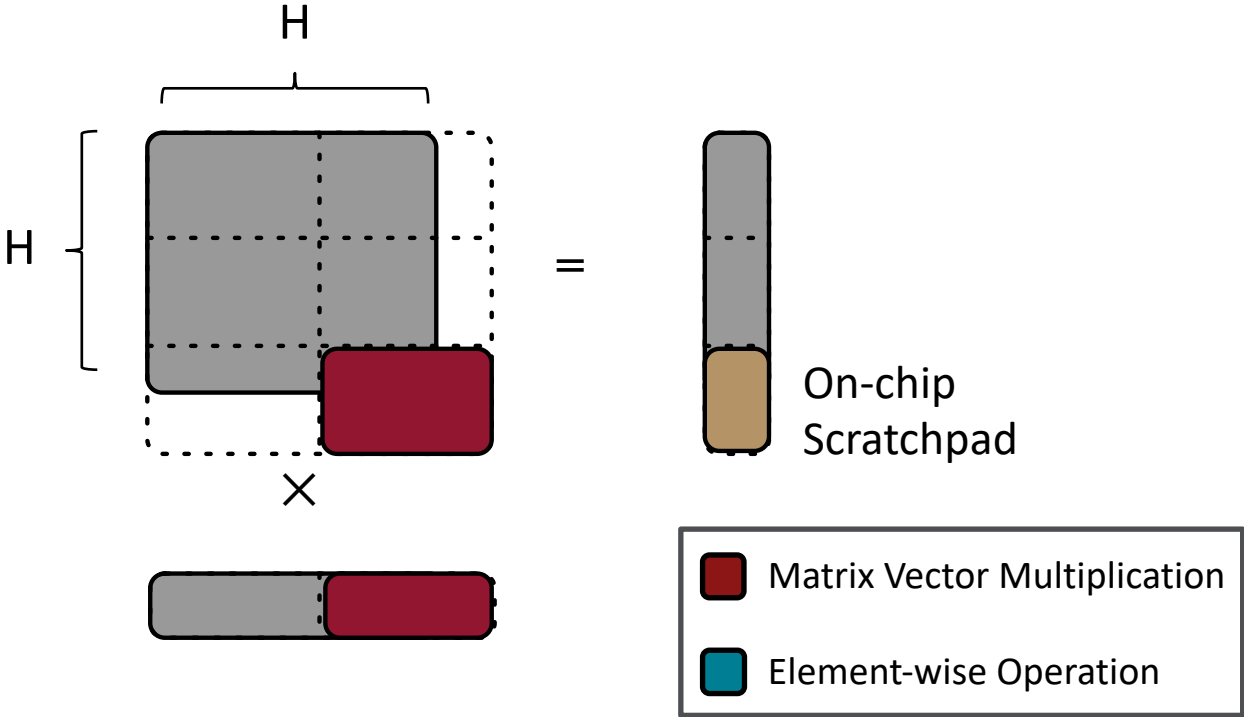 H
H
=
On-chip
Scratchpad
×
Matrix Vector Multiplication
Element-wise Operation